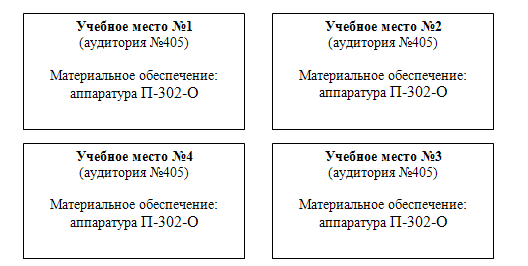 Учебное место №1
(аудитория №405)
Материальное обеспечение:
аппаратура П-302-О
Учебное место №2
(аудитория №405)
Материальное обеспечение:
аппаратура П-302-О
Учебное место №4
(аудитория №405)
Материальное обеспечение:
аппаратура П-302-О
Учебное место №3
(аудитория №405)
Материальное обеспечение:
аппаратура П-302-О